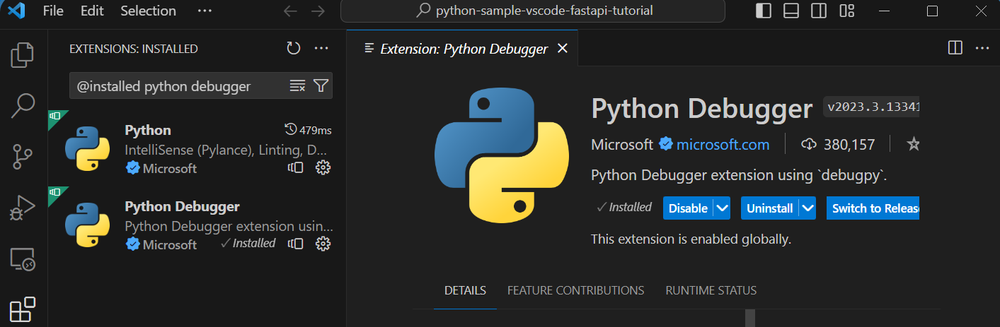 File Edit Selection ··· python-sample-vscode-fastapi-tutorial
EXTENSIONS: INSTALLED
@installed python debugger
Python 479ms
IntelliSense (Pylance), Linting, D...
Microsoft
Python Debugger
Python Debugger extension usin...
Microsoft ✓Installed
Extension: Python Debugger
Python Debugger v2023.3.13341
Microsoft microsoft.com 380,157
Python Debugger extension using `debugpy`.
✓Installed Disable Uninstall Switch to Releas
This extension is enabled globally.
DETAILS FEATURE CONTRIBUTIONS RUNTIME STATUS